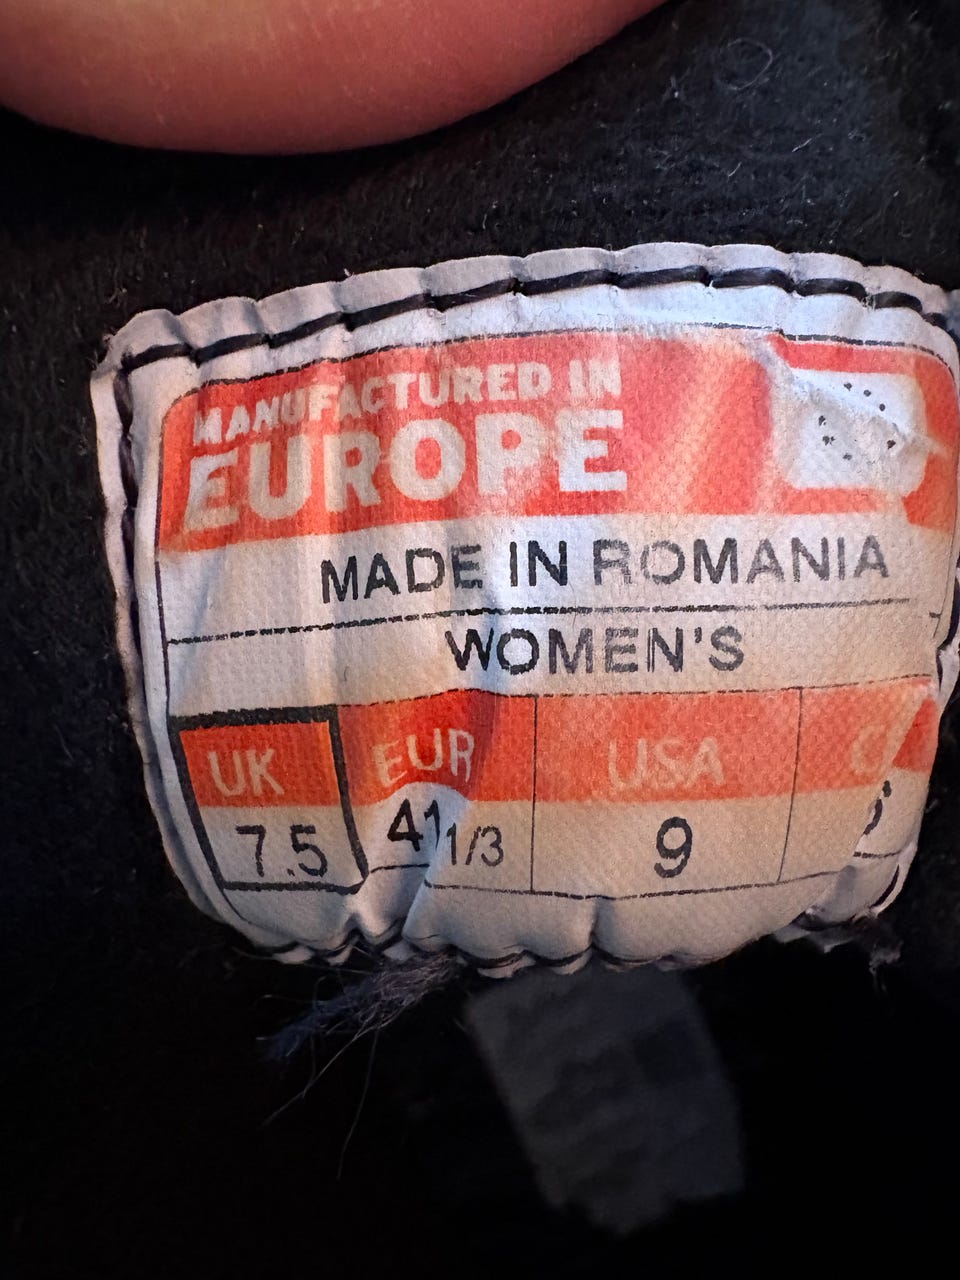 MANUFACTURED IN
EUROPE
MADE IN ROMANIA
WOMEN'S
UK EUR USA
7.5 41 1/3 9